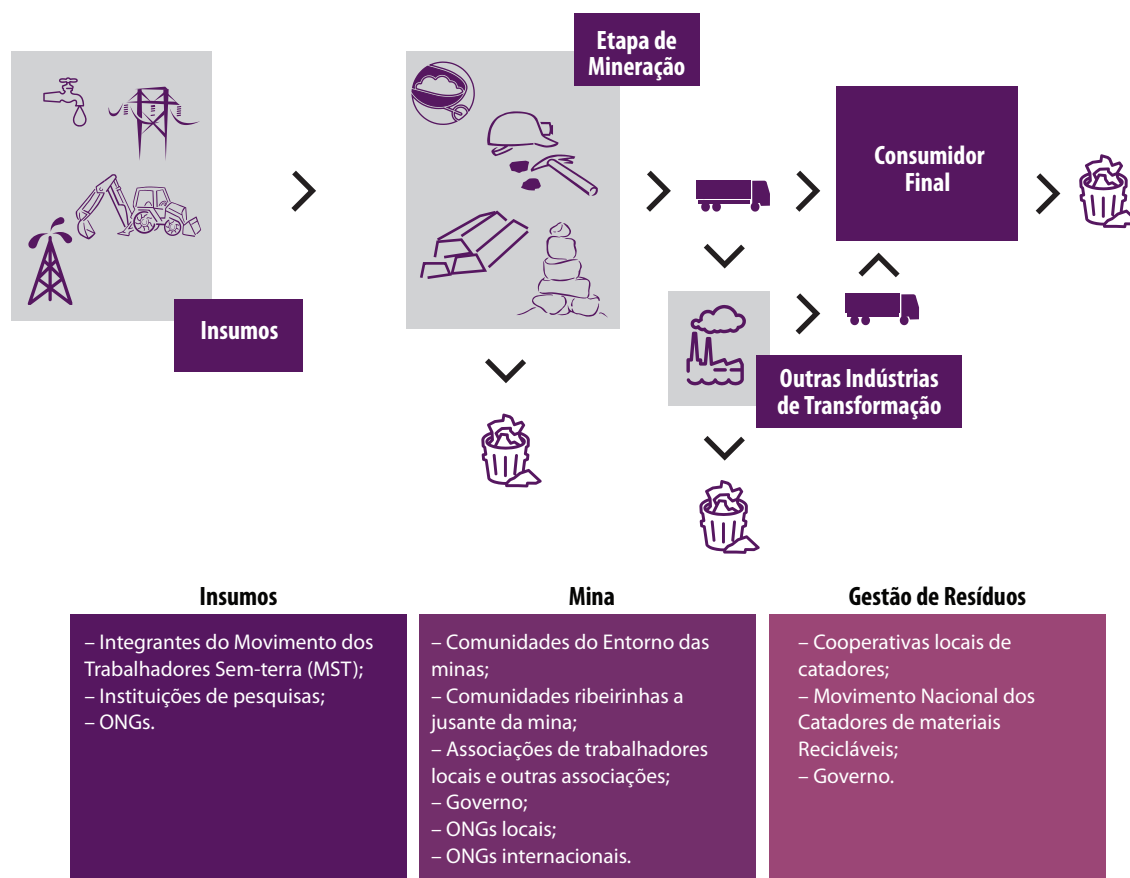 Etapa de
Mineração
Consumidor
Final
Insumos
Outras Indústrias
de Transformação
Insumos
– Integrantes do Movimento dos
Trabalhadores Sem-terra (MST);
– Instituições de pesquisas;
– ONGs.
Mina
– Comunidades do Entorno das
minas;
– Comunidades ribeirinhas a
jusante da mina;
– Associações de trabalhadores
locais e outras associações;
– Governo;
– ONGs locais;
– ONGs internacionais.
Gestão de Resíduos
– Cooperativas locais de
catadores;
– Movimento Nacional dos
Catadores de materiais
Recicláveis;
– Governo.